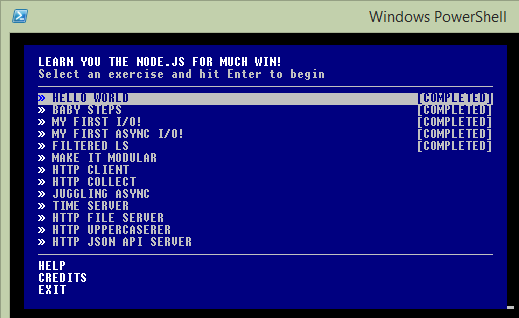 Windows PowerShell
LEARN YOU THE NODE.JS FOR MUCH WIN!
Select an exercise and hit Enter to begin
» HELLO WORLD [COMPLETED]
» BABY STEPS [COMPLETED]
» MY FIRST I/O! [COMPLETED]
» MY FIRST ASYNC I/O! [COMPLETED]
» FILTERED LS [COMPLETED]
» MAKE IT MODULAR
» HTTP CLIENT
» HTTP COLLECT
» JUGGLING ASYNC
» TIME SERVER
» HTTP FILE SERVER
» HTTP UPPERCASERER
» HTTP JSON API SERVER
HELP
CREDITS
EXIT